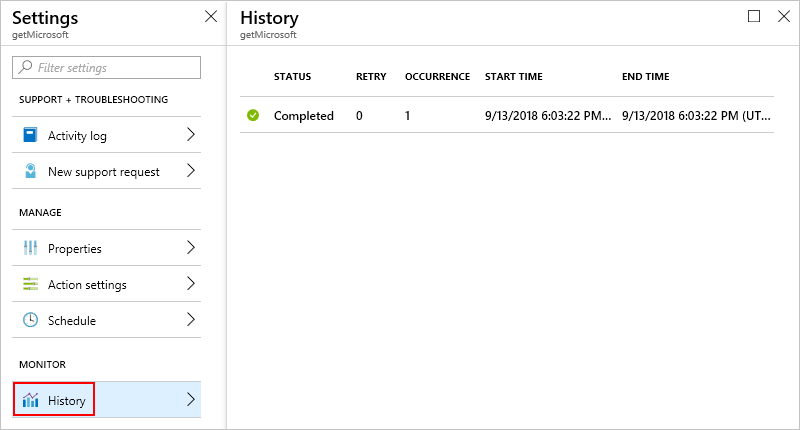 Settings
getMicrosoft
Filter settings
SUPPORT + TROUBLESHOOTING
Activity log
New support request
MANAGE
Properties
Action settings
Schedule
MONITOR
History
History
getMicrosoft
STATUS RETRY OCCURRENCE START TIME END TIME
Completed 0 1 9/13/2018 6:03:22 PM... 9/13/2018 6:03:22 PM (UT...